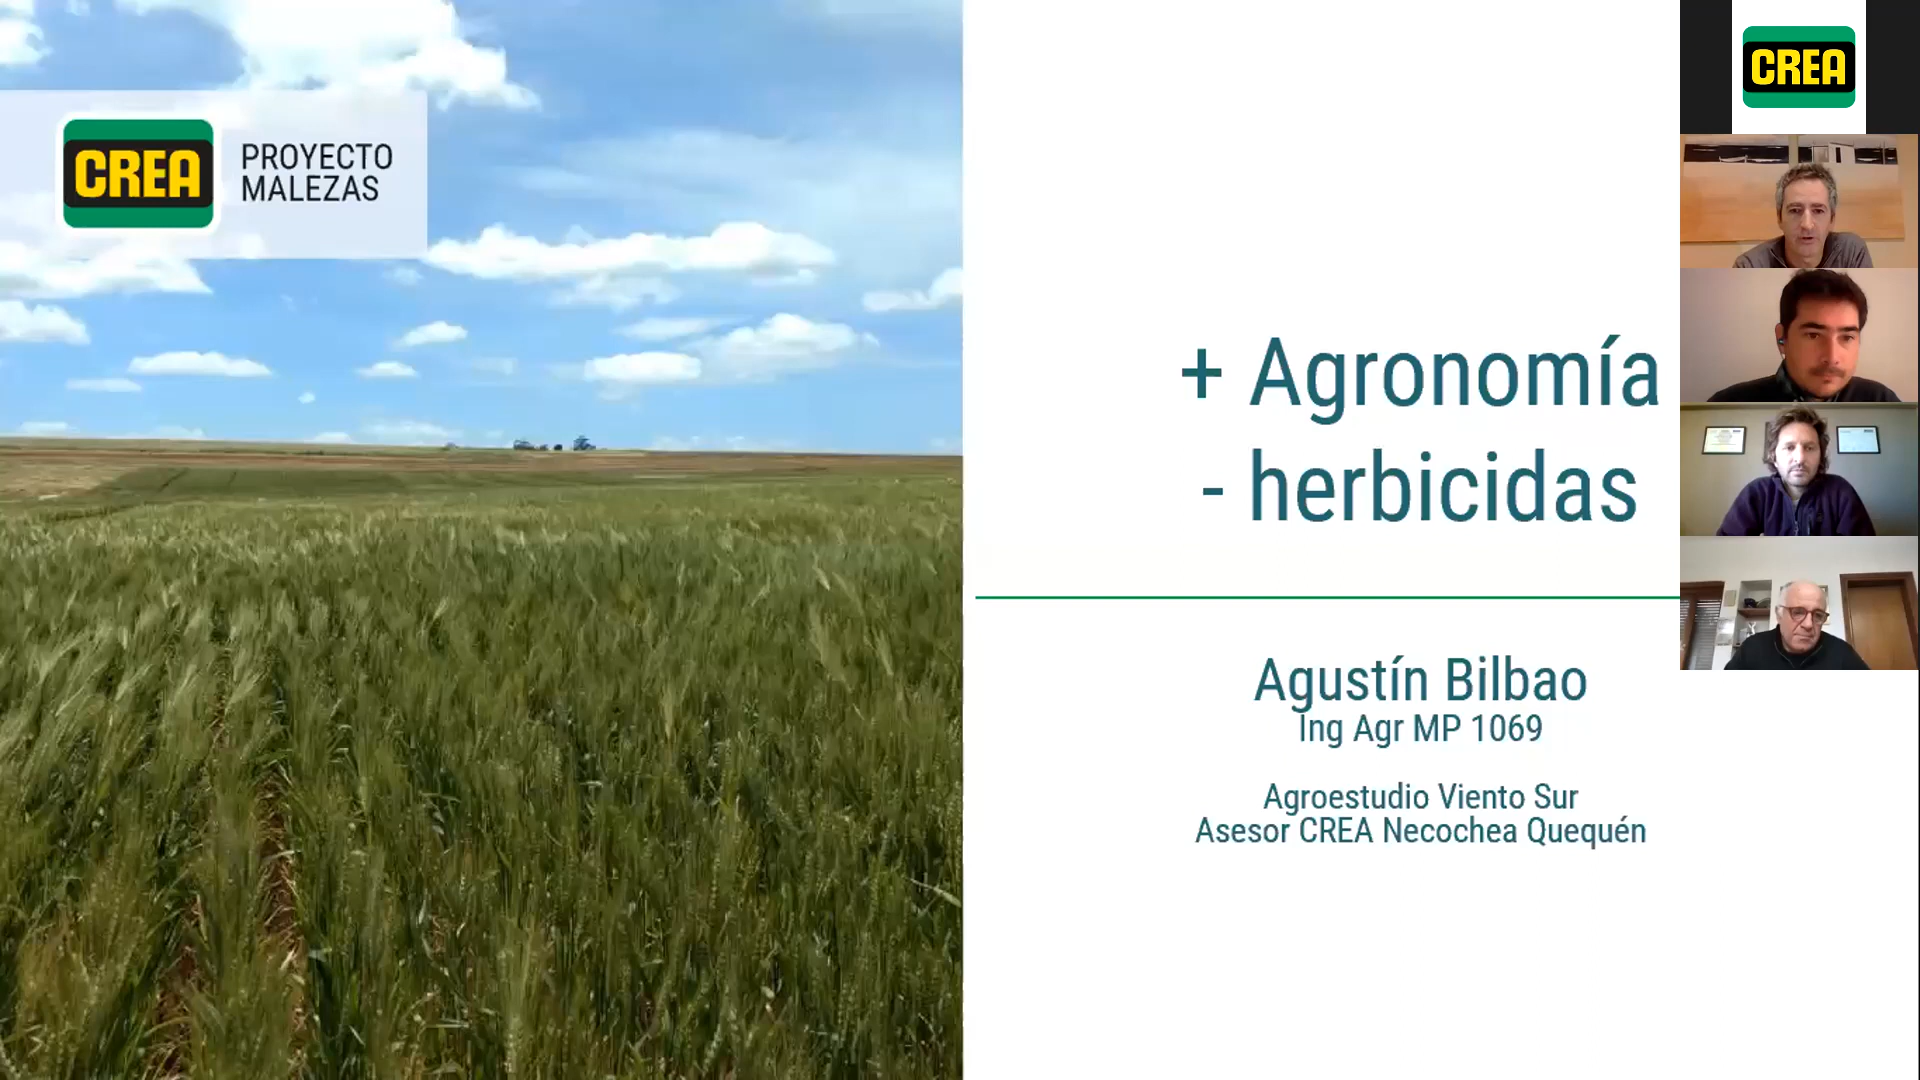 CREA
PROYECTO
MALEZAS
+ Agronomía
- herbicidas
Agustín Bilbao
Ing Agr MP 1069
Agroestudio Viento Sur
Asesor CREA Necochea Quequén
CREA